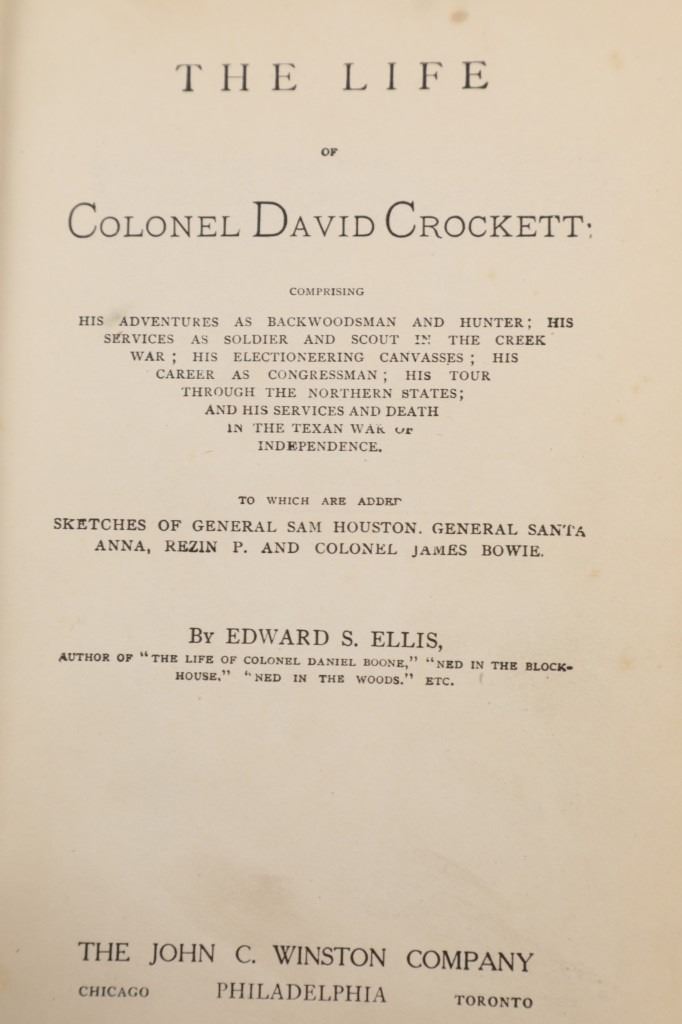 THE LIFE
OF
COLONEL DAVID CROCKETT:
COMPRISING
HIS ADVENTURES AS BACKWOODSMAN AND HUNTER; HIS
SERVICES AS SOLDIER AND SCOUT IN THE CREEK
WAR; HIS ELECTIONEERING CANVASSES; HIS
CAREER AS CONGRESSMAN; HIS TOUR
THROUGH THE NORTHERN STATES;
AND HIS SERVICES AND DEATH
IN THE TEXAN WAR OF
INDEPENDENCE.
TO WHICH ARE ADDED
SKETCHES OF GENERAL SAM HOUSTON. GENERAL SANTA
ANNA, REZIN P. AND COLONEL JAMES BOWIE.
By EDWARD S. ELLIS,
AUTHOR OF "THE LIFE OF COLONEL DANIEL BOONE," "NED IN THE BLOCK-
HOUSE," "NED IN THE WOODS." ETC.
THE JOHN C. WINSTON COMPANY
CHICAGO PHILADELPHIA TORONTO